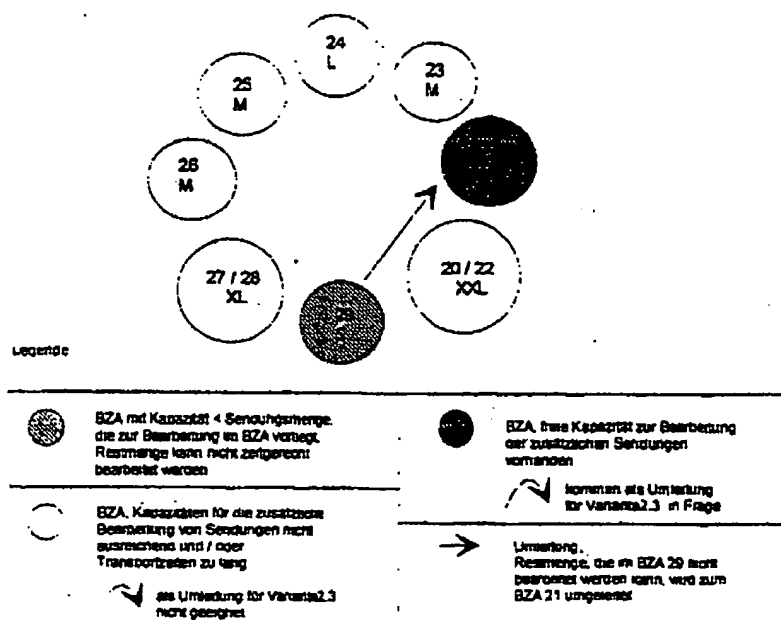 24
L
25
M
23
M
26
M
27 / 28
XL
20 / 22
XXL
29
Legende
BZA mit Kapazität < Sendungsmenge,
die zur Bearbeitung im BZA vorliegt,
Restmenge kann nicht zeitgerecht
bearbeitet werden
BZA, freie Kapazität zur Bearbeitung
der zusätzlichen Sendungen
vorhanden
kommen als Umleitung
für Variante2.3 in Frage
BZA, Kapazitäten für die zusätzliche
Bearbeitung von Sendungen nicht
ausreichend und / oder
Transportzeiten zu lang
als Umleitung für Variante2.3
nicht geeignet
Umleitung,
Restmenge, die im BZA 29 nicht
bearbeitet werden kann, wird zum
BZA 21 umgeleitet